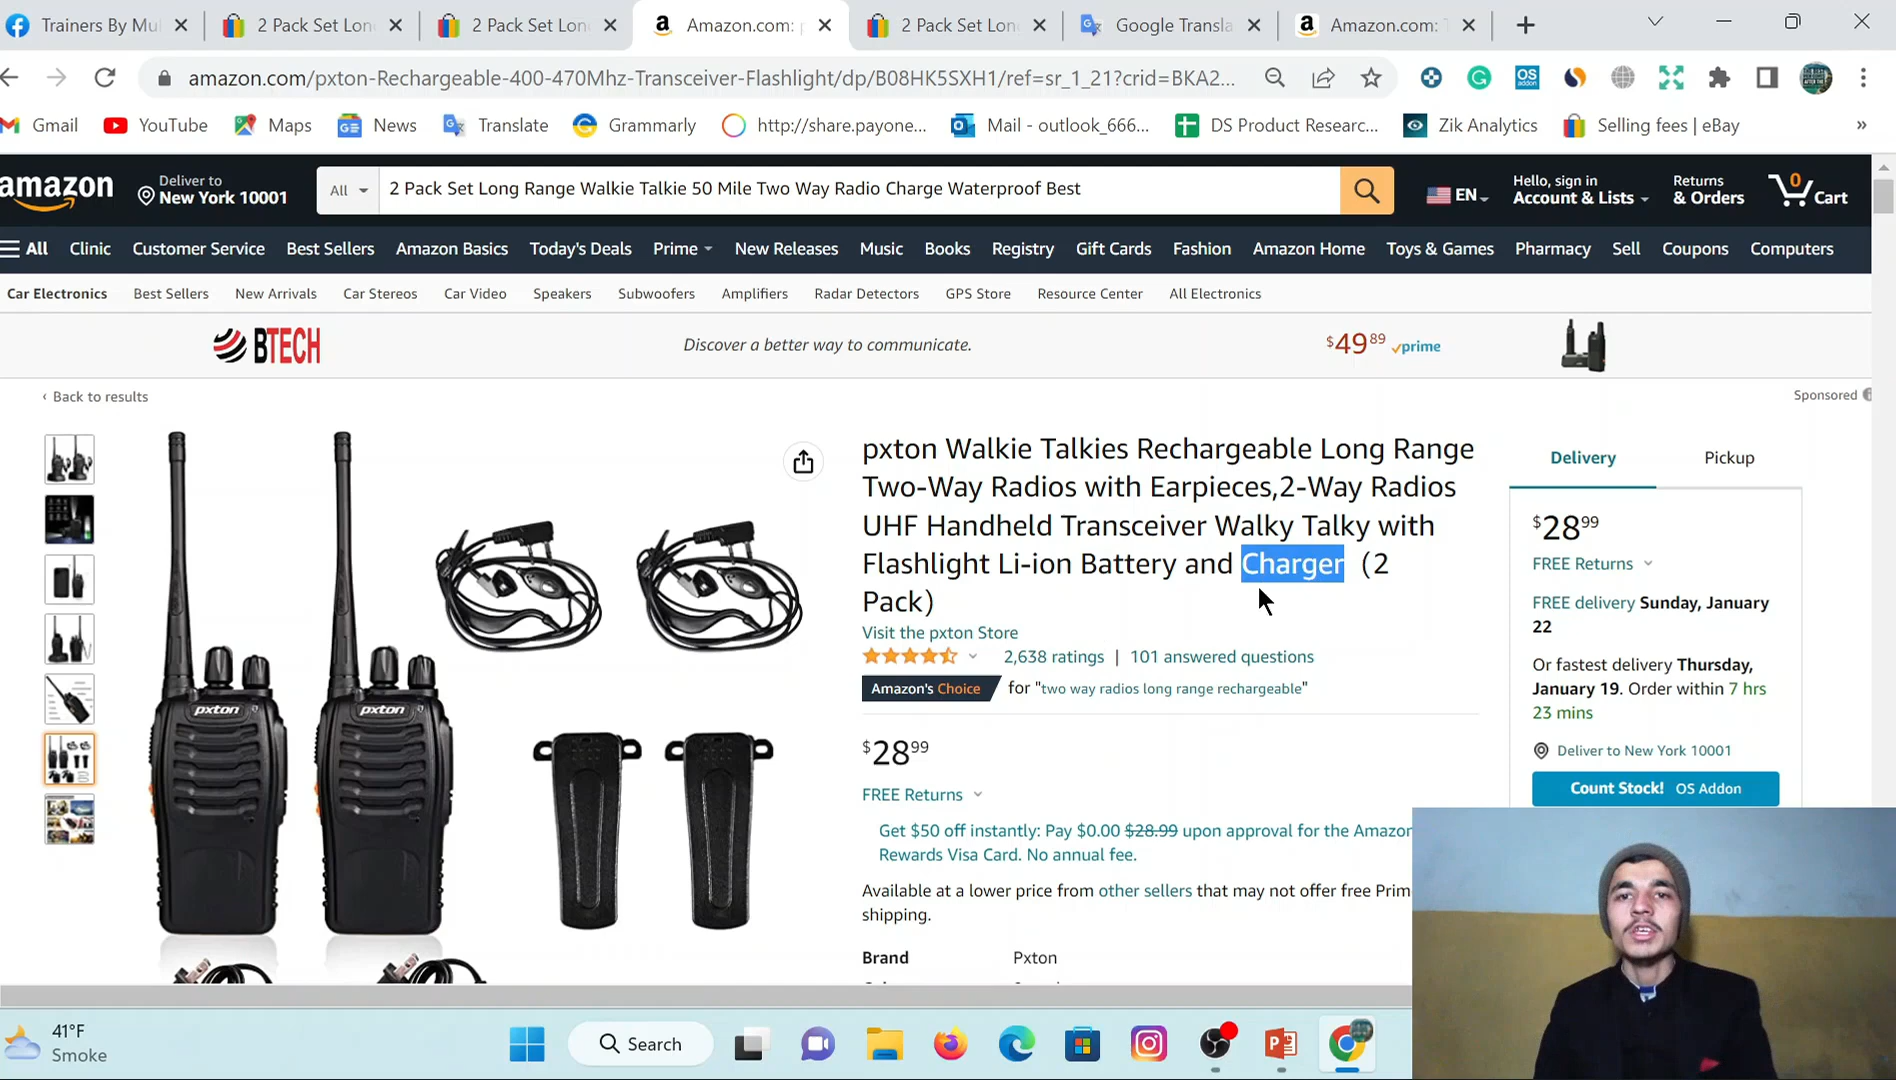 Trainers By Mul
2 Pack Set Lon
2 Pack Set Lon
Amazon.com: p
2 Pack Set Lon
Google Transla
Amazon.com: T
amazon.com/pxton-Rechargeable-400-470Mhz-Transceiver-Flashlight/dp/B08HK5SXH1/ref=sr_1_21?crid=BKA2...
Gmail YouTube Maps News Translate Grammarly http://share.payone... Mail - outlook_666... DS Product Researc... Zik Analytics Selling fees | eBay »
amazon
Deliver to
New York 10001
All
2 Pack Set Long Range Walkie Talkie 50 Mile Two Way Radio Charge Waterproof Best
EN
Hello, sign in
Account & Lists
Returns
& Orders
0
Cart
All Clinic Customer Service Best Sellers Amazon Basics Today's Deals Prime New Releases Music Books Registry Gift Cards Fashion Amazon Home Toys & Games Pharmacy Sell Coupons Computers
Car Electronics Best Sellers New Arrivals Car Stereos Car Video Speakers Subwoofers Amplifiers Radar Detectors GPS Store Resource Center All Electronics
BTECH
Discover a better way to communicate.
$49 89 prime
‹ Back to results
Sponsored
pxton Walkie Talkies Rechargeable Long Range
Two-Way Radios with Earpieces,2-Way Radios
UHF Handheld Transceiver Walky Talky with
Flashlight Li-ion Battery and Charger（2
Pack）
Visit the pxton Store
2,638 ratings | 101 answered questions
Amazon's Choice for "two way radios long range rechargeable"
$28 99
FREE Returns
Get $50 off instantly: Pay $0.00 $28.99 upon approval for the Amazon
Rewards Visa Card. No annual fee.
Available at a lower price from other sellers that may not offer free Prim
shipping.
Brand Pxton
pxton
pxton
Delivery Pickup
$28 99
FREE Returns
FREE delivery Sunday, January
22
Or fastest delivery Thursday,
January 19. Order within 7 hrs
23 mins
Deliver to New York 10001
Count Stock! OS Addon
41°F
Smoke
Search